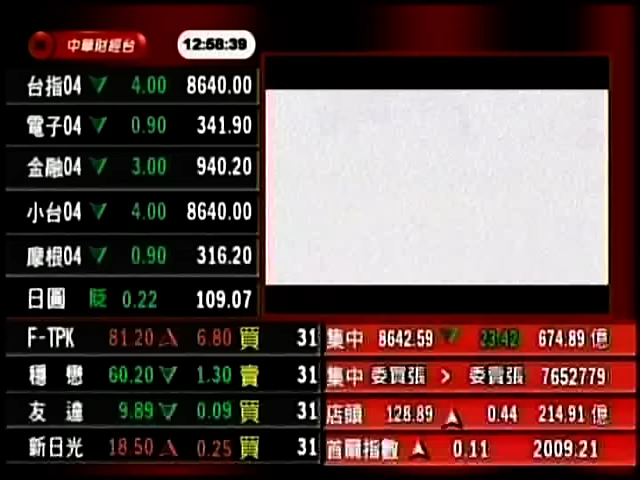 中華財經台 12:58:39
台指04 4.00 8640.00
電子04 0.90 341.90
金融04 3.00 940.20
小台04 4.00 8640.00
摩根04 0.90 316.20
日圓 貶 0.22 109.07
F-TPK 81.20 6.80 買 31
穩懋 60.20 1.30 賣 31
友達 9.89 0.09 買 31
新日光 18.50 0.25 買 31
集中 8642.59 23.42 674.89 億
集中 委買張 > 委賣張 7652779
店頭 128.89 0.44 214.91 億
首爾指數 0.11 2009.21